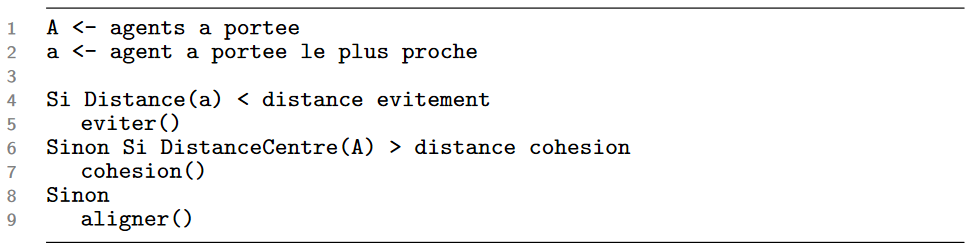 1 A <- agents a portee
2 a <- agent a portee le plus proche
3
4 Si Distance(a) < distance evitement
5 eviter()
6 Sinon Si DistanceCentre(A) > distance cohesion
7 cohesion()
8 Sinon
9 aligner()